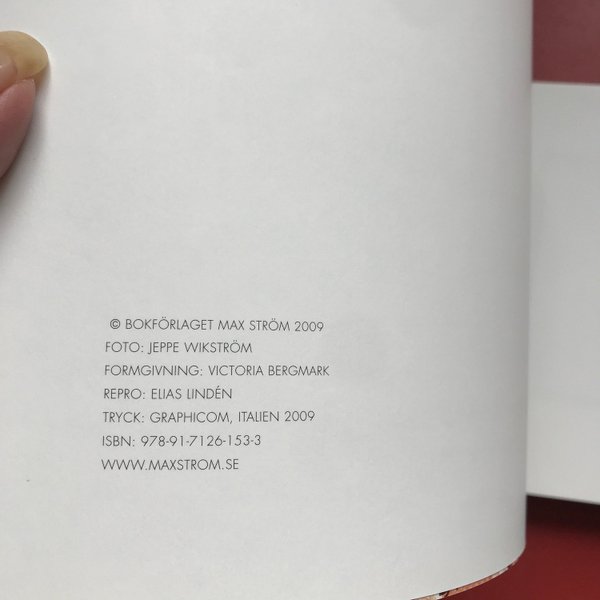 © BOKFÖRLAGET MAX STRÖM 2009
FOTO: JEPPE WIKSTRÖM
FORMGIVNING: VICTORIA BERGMARK
REPRO: ELIAS LINDÉN
TRYCK: GRAPHICOM, ITALIEN 2009
ISBN: 978-91-7126-153-3
WWW.MAXSTROM.SE